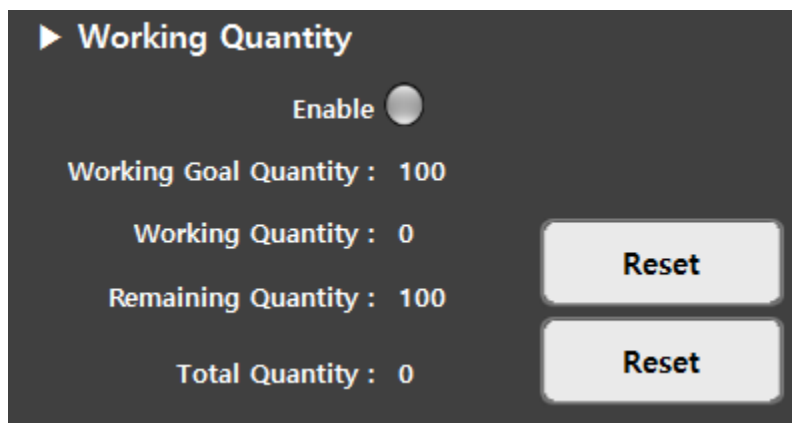 ▶ Working Quantity
Enable
Working Goal Quantity : 100
Working Quantity : 0
Reset
Remaining Quantity : 100
Total Quantity : 0
Reset